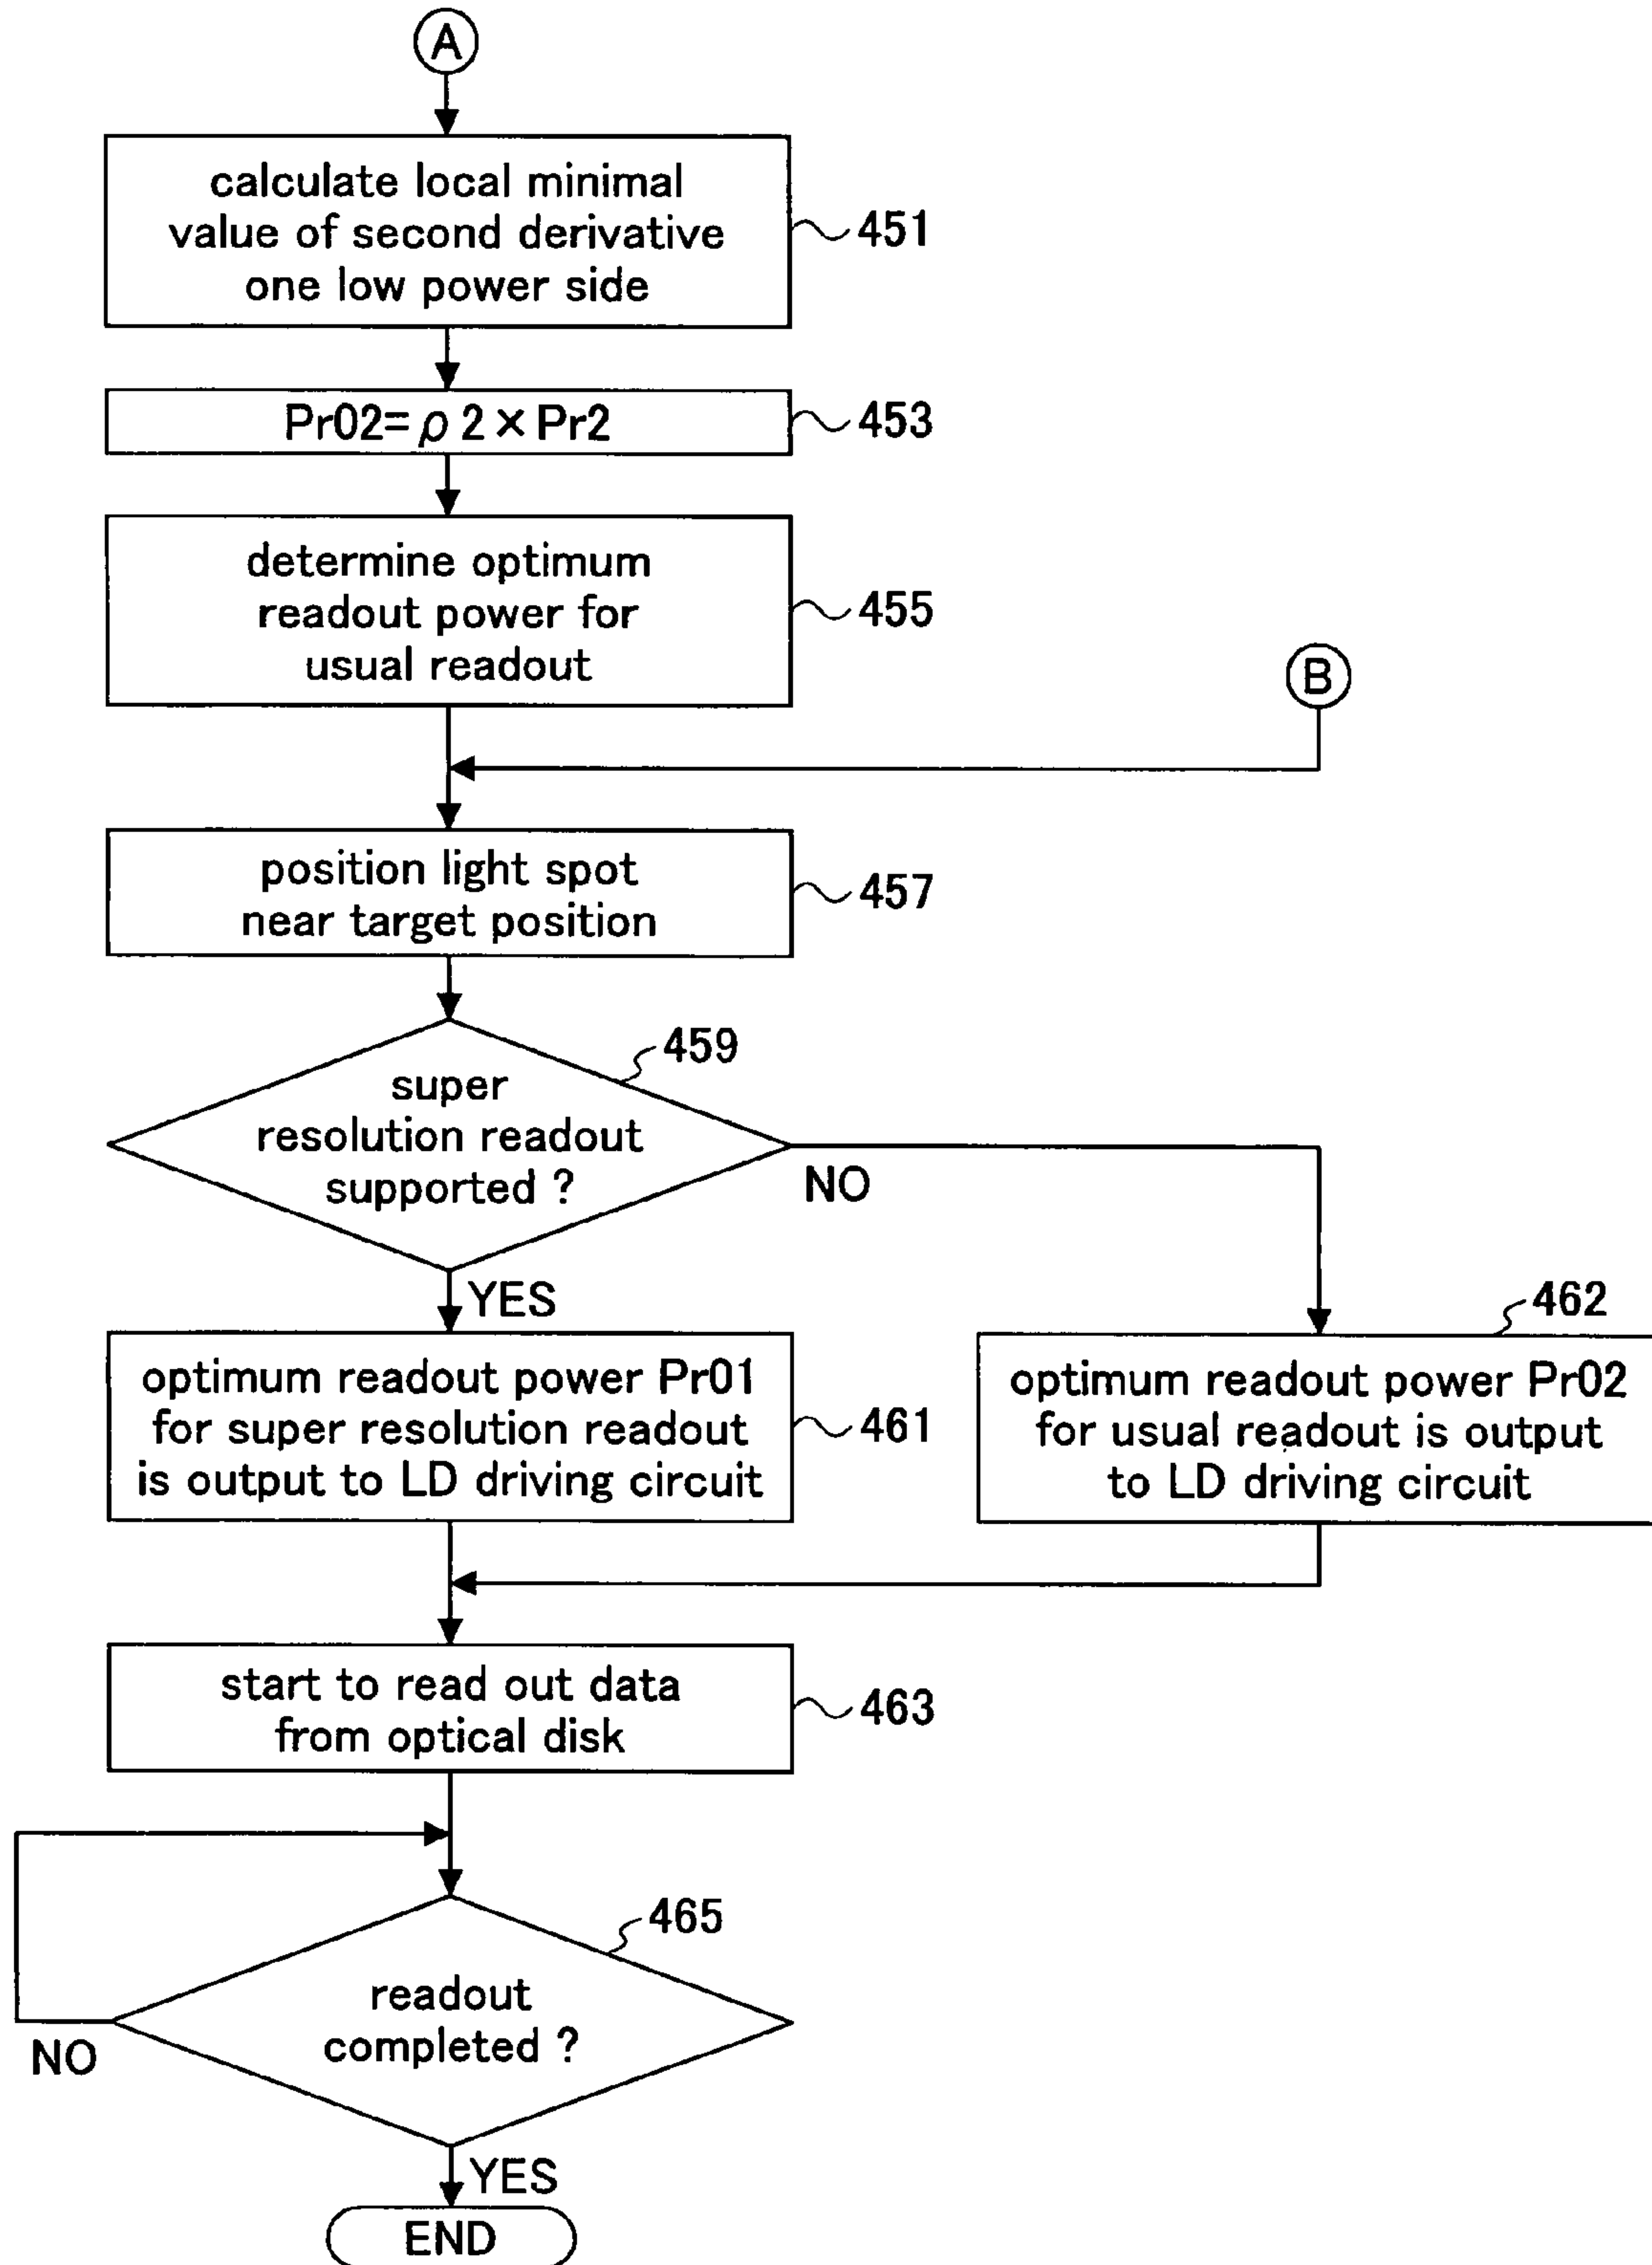 A
calculate local minimal
value of second derivative
one low power side
451
Pr02=ρ 2×Pr2
453
determine optimum
readout power for
usual readout
455
B
position light spot
near target position
457
459
super
resolution readout
supported ?
NO
YES
462
optimum readout power Pr01
for super resolution readout
is output to LD driving circuit
461
optimum readout power Pr02
for usual readout is output
to LD driving circuit
start to read out data
from optical disk
463
465
readout
completed ?
NO
YES
END